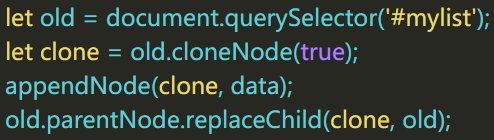 let old = document.querySelector('#mylist');
let clone = old.cloneNode(true);
appendNode(clone, data);
old.parentNode.replaceChild(clone, old);